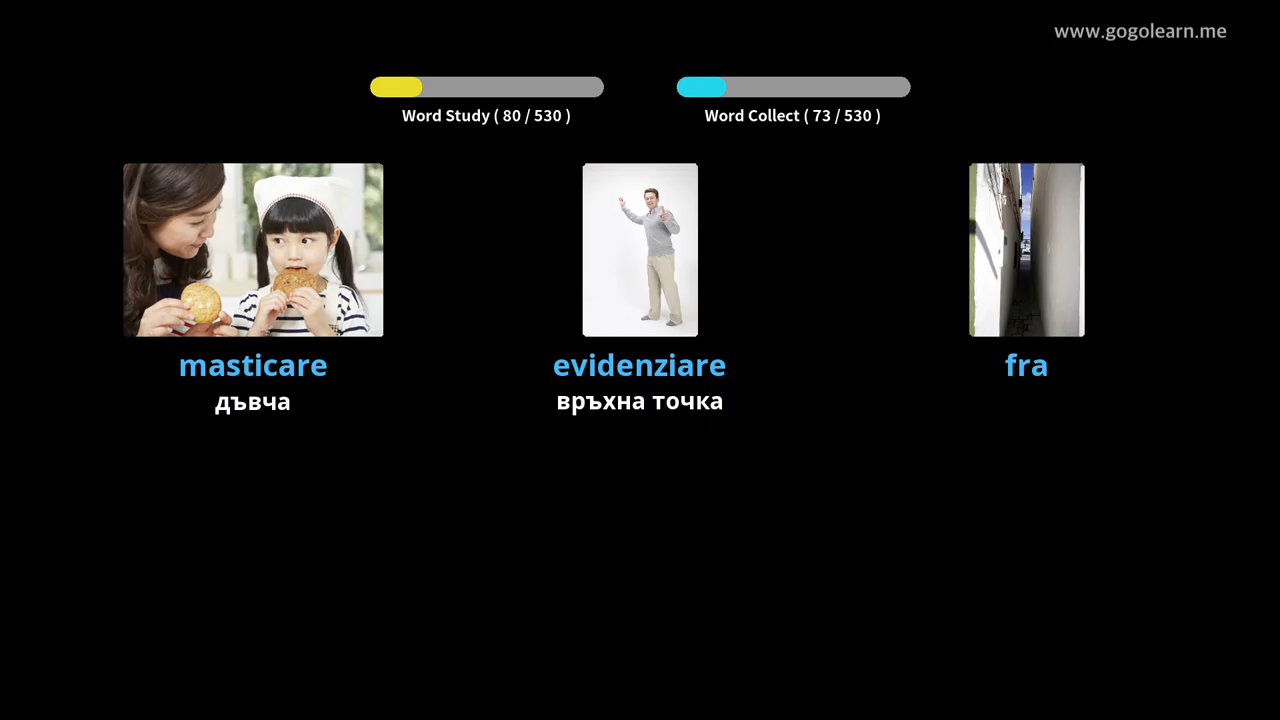 www.gogolearn.me
Word Study ( 80 / 530 )
Word Collect ( 73 / 530 )
masticare
дъвча
evidenziare
връхна точка
fra